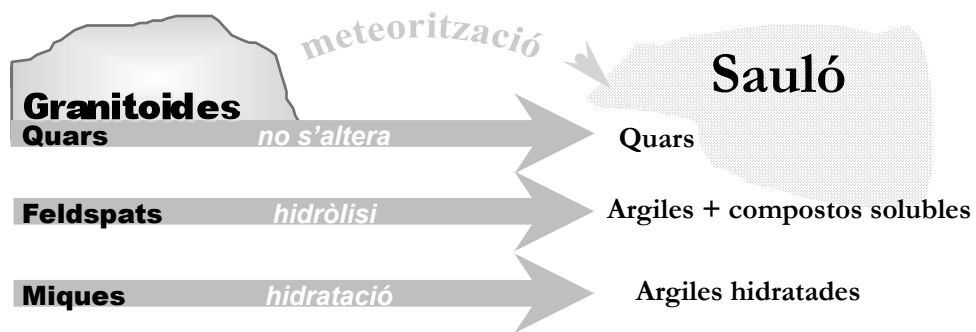 meteorització
Sauló
Granitoides
Quars no s'altera Quars
Feldspats hidròlisi Argiles + compostos solubles
Miques hidratació Argiles hidratades